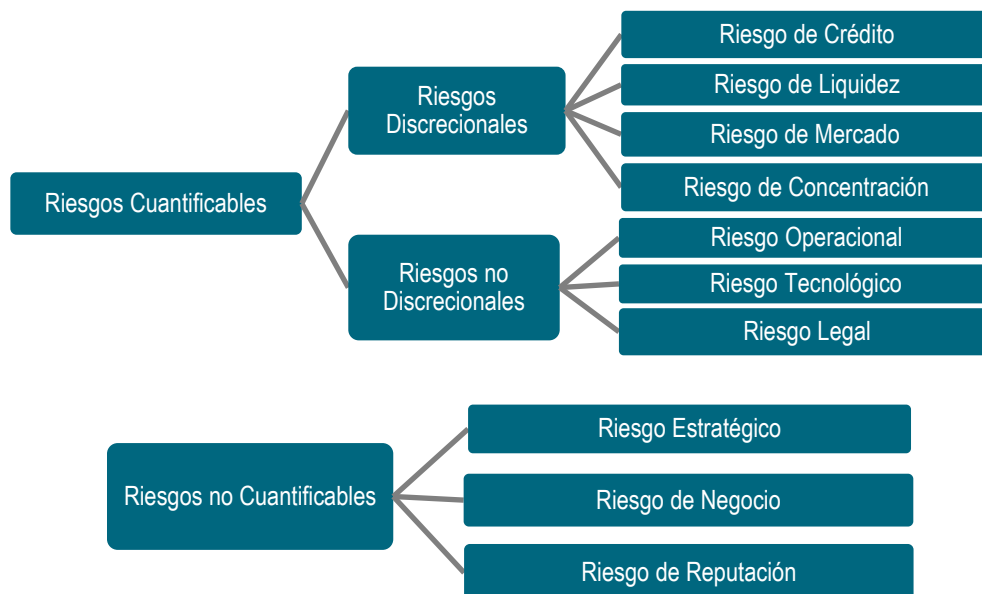 Riesgos Cuantificables
Riesgos
Discrecionales
Riesgo de Crédito
Riesgo de Liquidez
Riesgo de Mercado
Riesgo de Concentración
Riesgos no
Discrecionales
Riesgo Operacional
Riesgo Tecnológico
Riesgo Legal
Riesgos no Cuantificables
Riesgo Estratégico
Riesgo de Negocio
Riesgo de Reputación